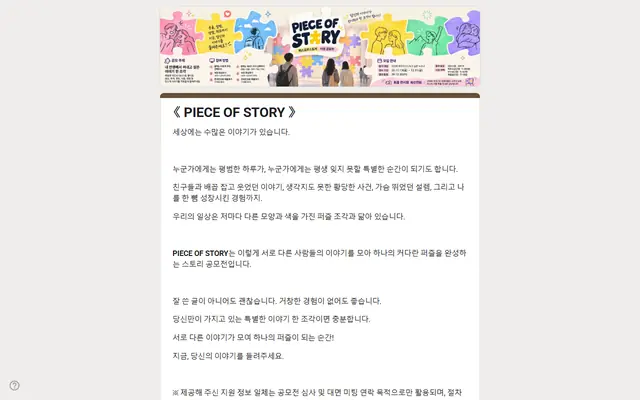 PIECE OF
STORY
《 PIECE OF STORY 》
세상에는 수많은 이야기가 있습니다.
누군가에게는 평범한 하루가, 누군가에게는 평생 잊지 못할 특별한 순간이 되기도 합니다.
친구들과 배꼽 잡고 웃었던 이야기, 생각지도 못한 황당한 사건, 가슴 뛰었던 설렘, 그리고 나
를 한 뼘 성장시킨 경험까지.
우리의 일상은 저마다 다른 모양과 색을 가진 퍼즐 조각과 닮아 있습니다.
PIECE OF STORY는 이렇게 서로 다른 사람들의 이야기를 모아 하나의 커다란 퍼즐을 완성하
는 스토리 공모전입니다.
잘 쓴 글이 아니어도 괜찮습니다. 거창한 경험이 없어도 좋습니다.
당신만이 가지고 있는 특별한 이야기 한 조각이면 충분합니다.
서로 다른 이야기가 모여 하나의 퍼즐이 되는 순간!
지금, 당신의 이야기를 들려주세요.
※ 제공해 주신 지원 정보 일체는 공모전 심사 및 대면 미팅 연락 목적으로만 활용되며, 절차